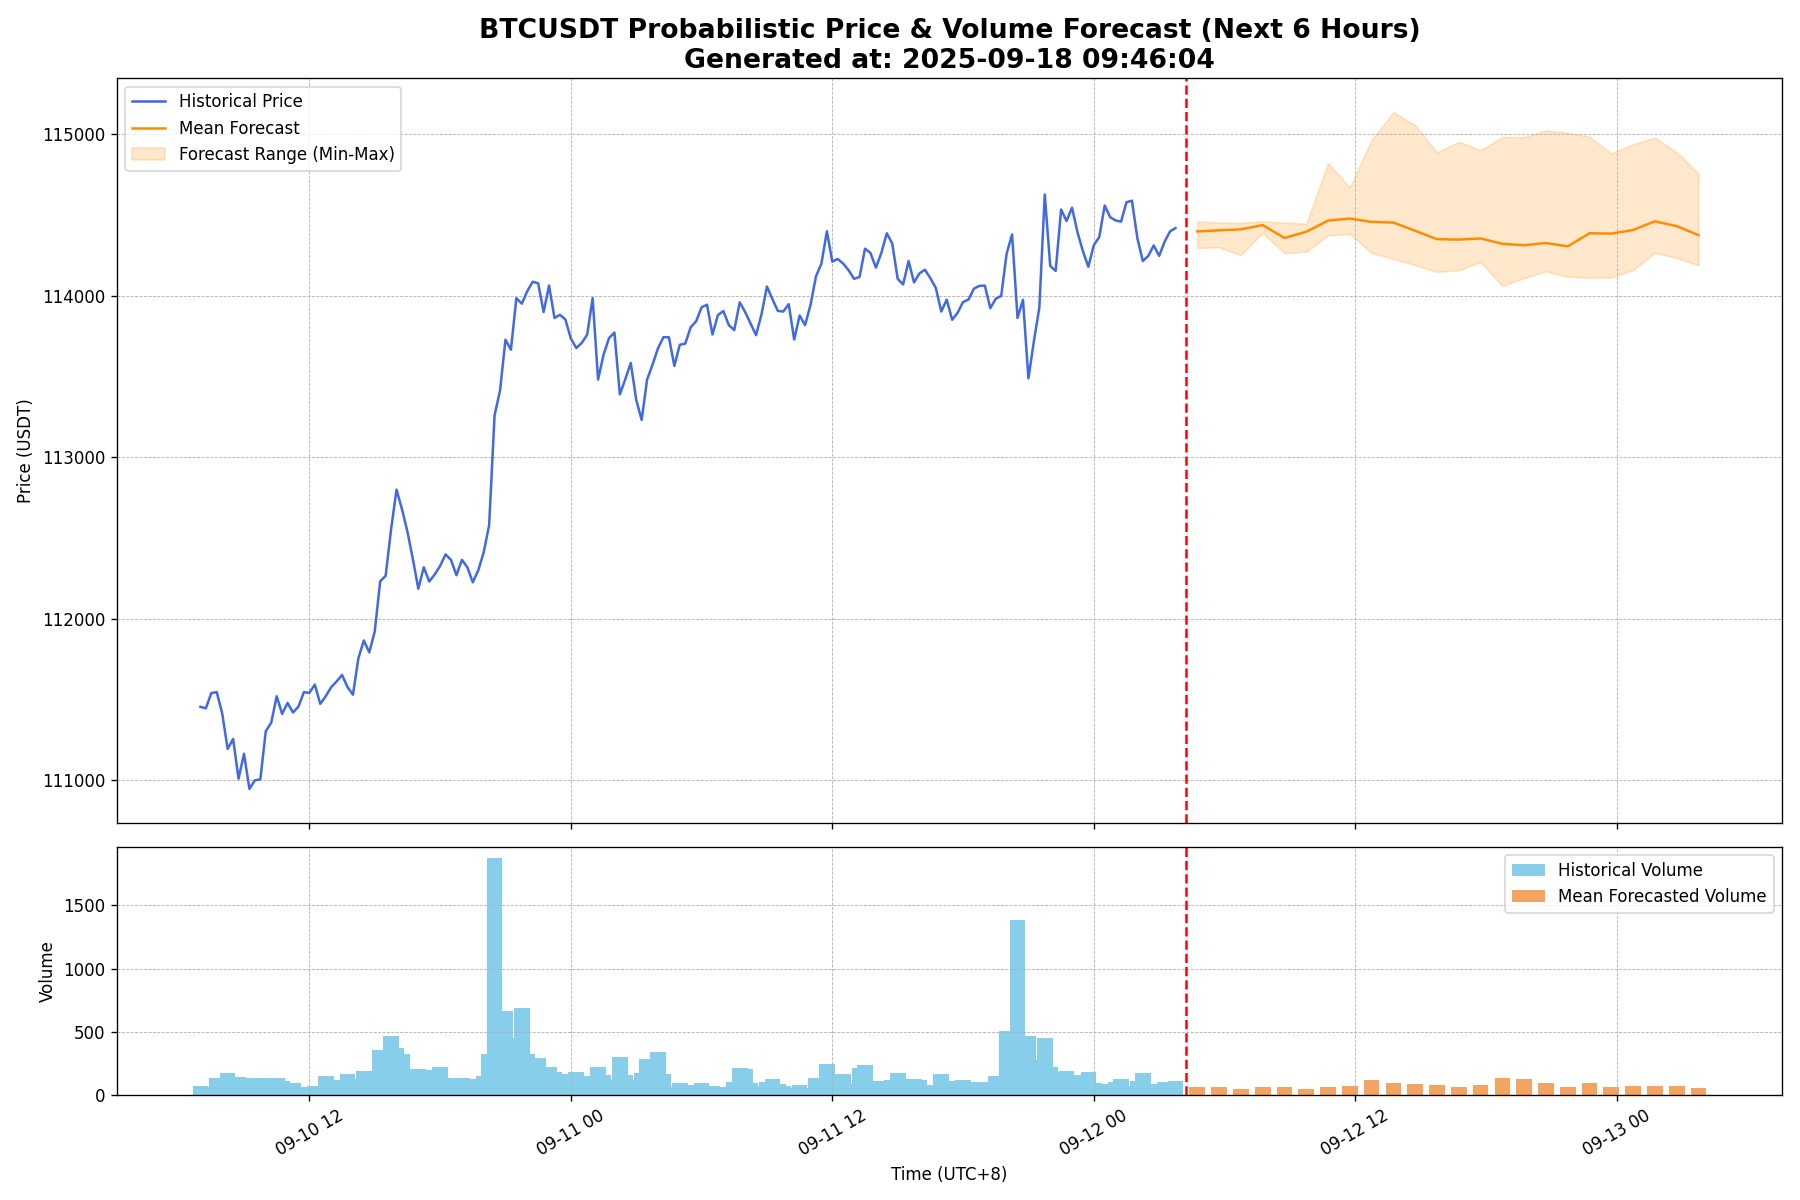 BTCUSDT Probabilistic Price & Volume Forecast (Next 6 Hours)
Generated at: 2025-09-18 09:46:04
Historical Price
Mean Forecast
Forecast Range (Min-Max)
115000
114000
113000
112000
111000
Price (USDT)
Historical Volume
Mean Forecasted Volume
1500
1000
500
0
Volume
09-10 12
09-11 00
09-11 12
09-12 00
09-12 12
09-13 00
Time (UTC+8)